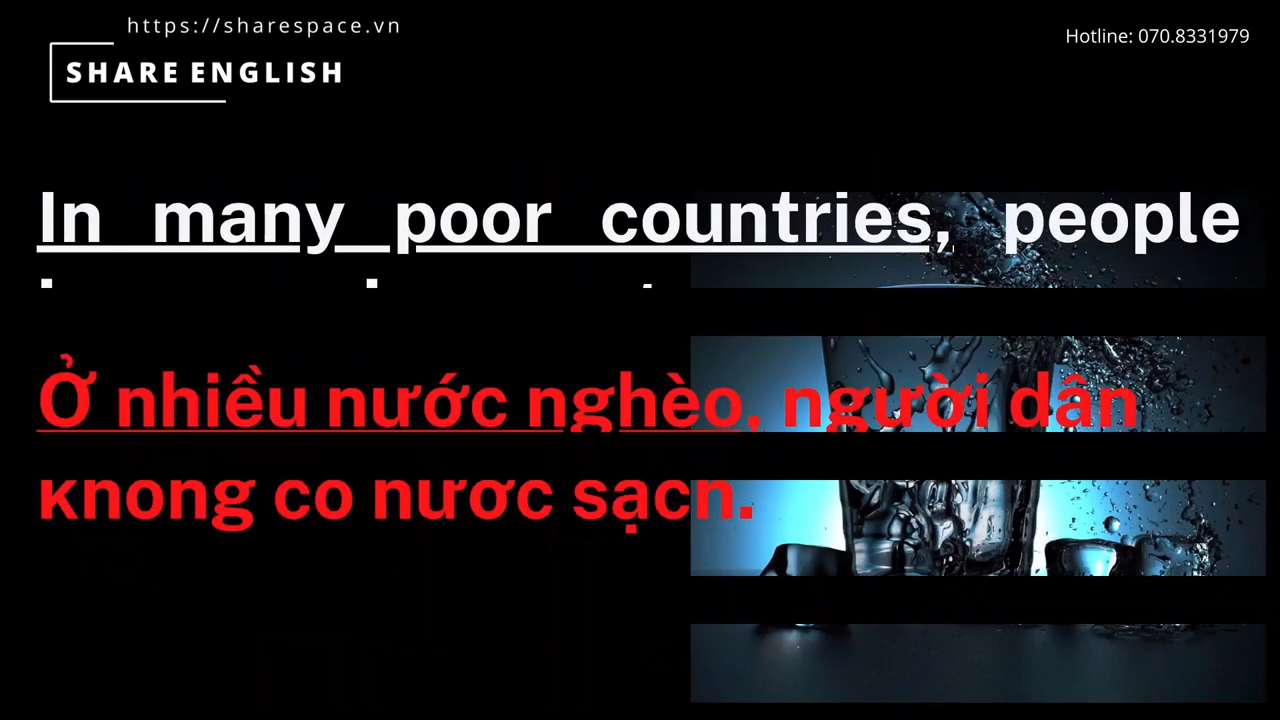 https://sharespace.vn
Hotline: 070.8331979
SHARE ENGLISH
In many poor countries, people
Ở nhiều nước nghèo, người dân
không có nước sạch.